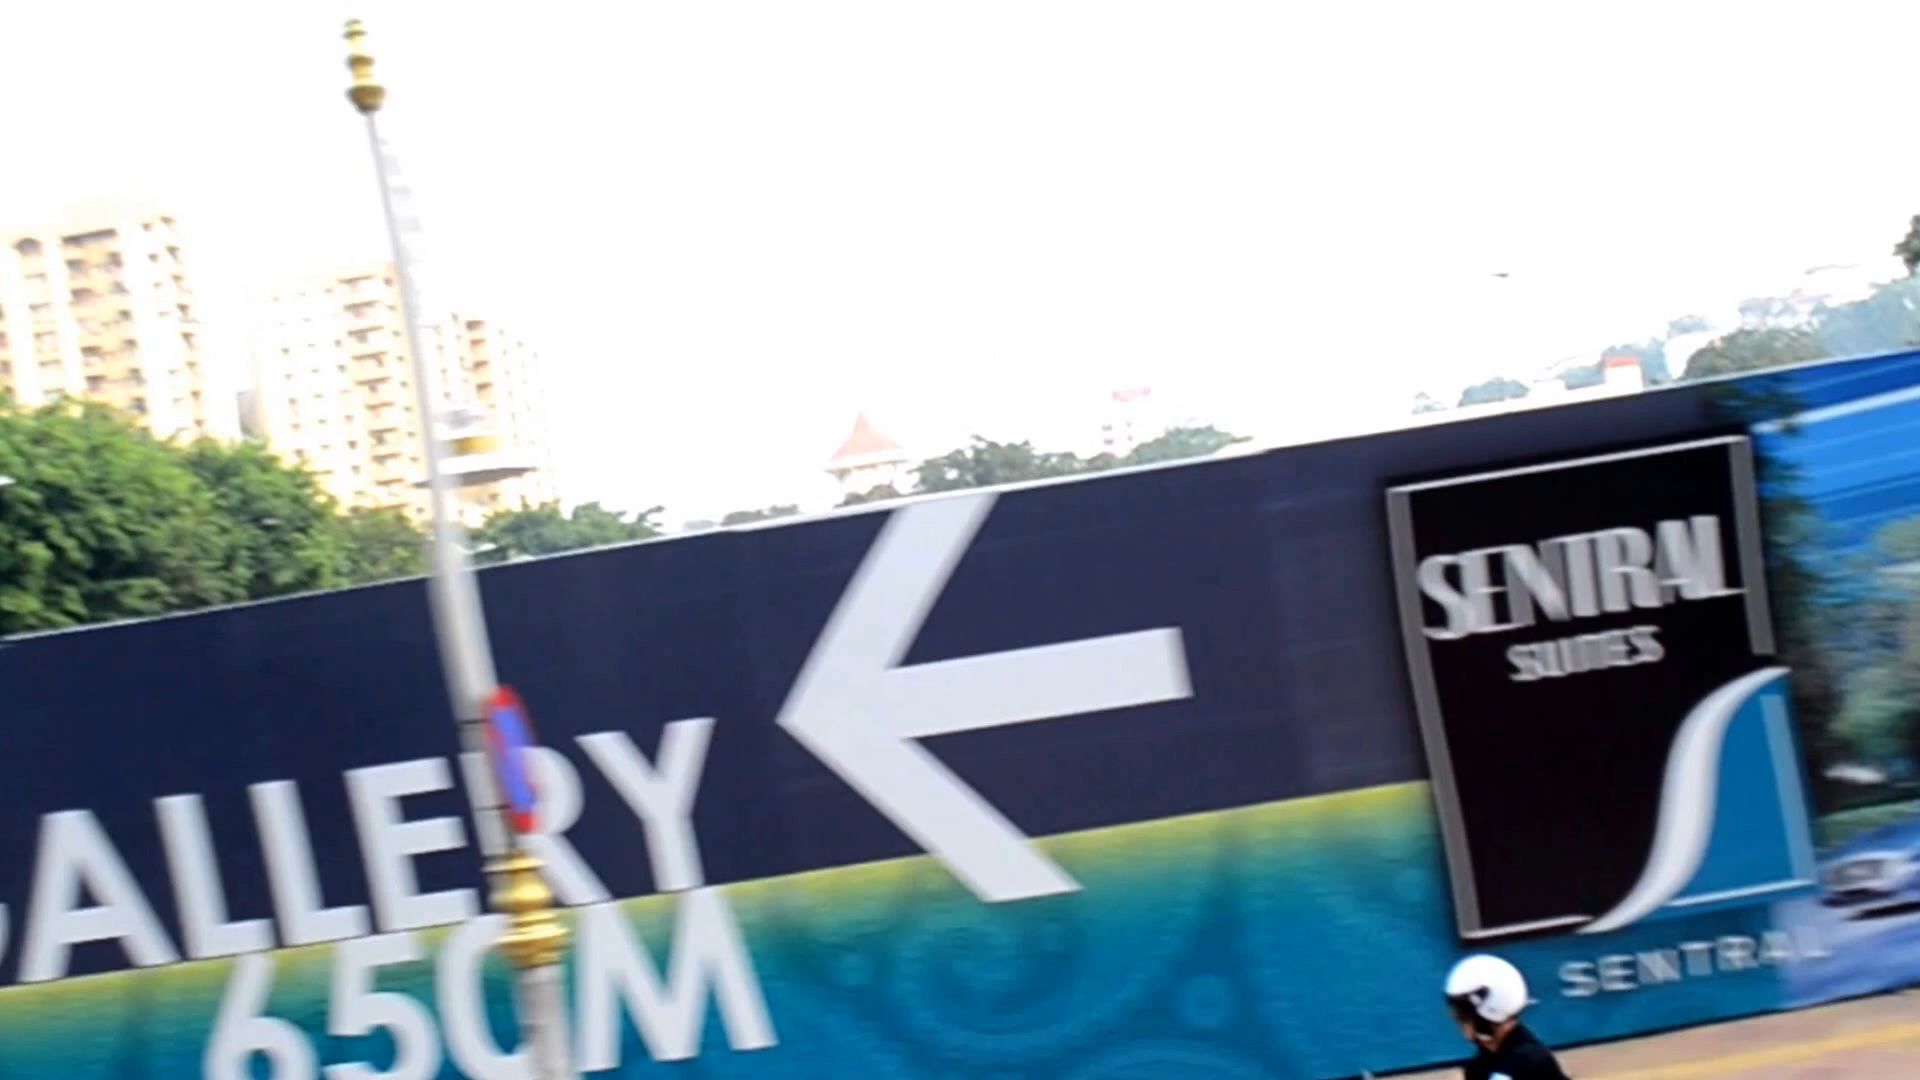 GALLERY
650M
SENTRAL
SUITES
SENTRAL